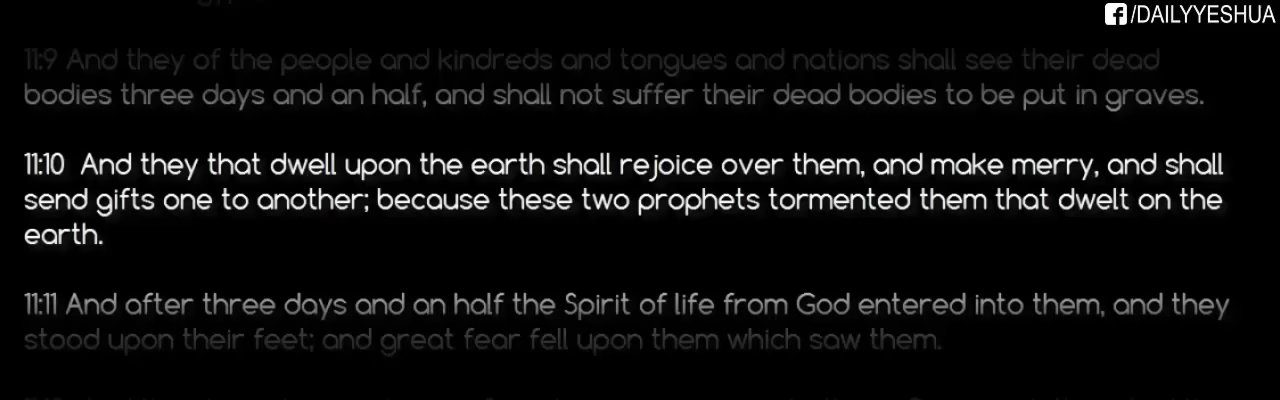 /DAILYYESHUA
11:9 And they of the people and kindreds and tongues and nations shall see their dead
bodies three days and an half, and shall not suffer their dead bodies to be put in graves.
11:10 And they that dwell upon the earth shall rejoice over them, and make merry, and shall
send gifts one to another; because these two prophets tormented them that dwelt on the
earth.
11:11 And after three days and an half the Spirit of life from God entered into them, and they
stood upon their feet; and great fear fell upon them which saw them.